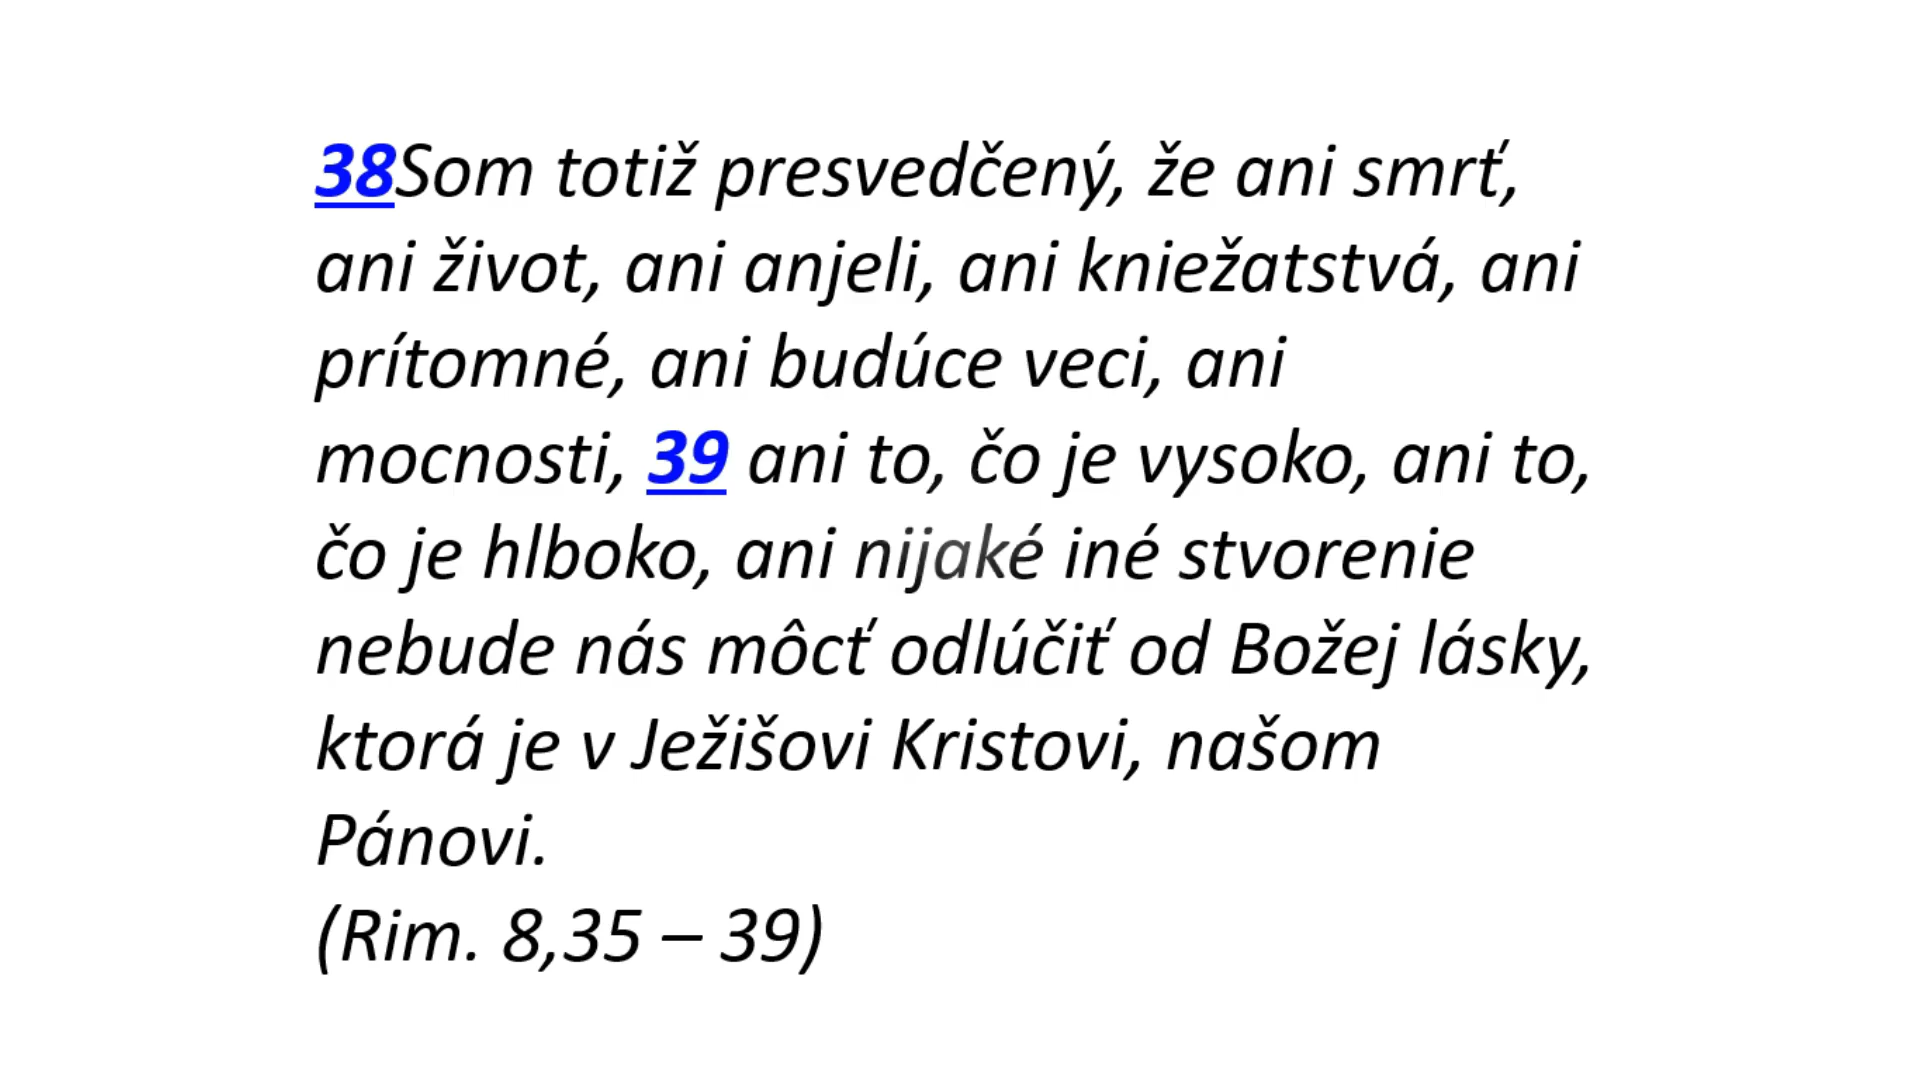 38Som totiž presvedčený, že ani smrť,
ani život, ani anjeli, ani kniežatstvá, ani
prítomné, ani budúce veci, ani
mocnosti, 39 ani to, čo je vysoko, ani to,
čo je hlboko, ani nijaké iné stvorenie
nebude nás môcť odlúčiť od Božej lásky,
ktorá je v Ježišovi Kristovi, našom
Pánovi.
(Rim. 8,35 – 39)